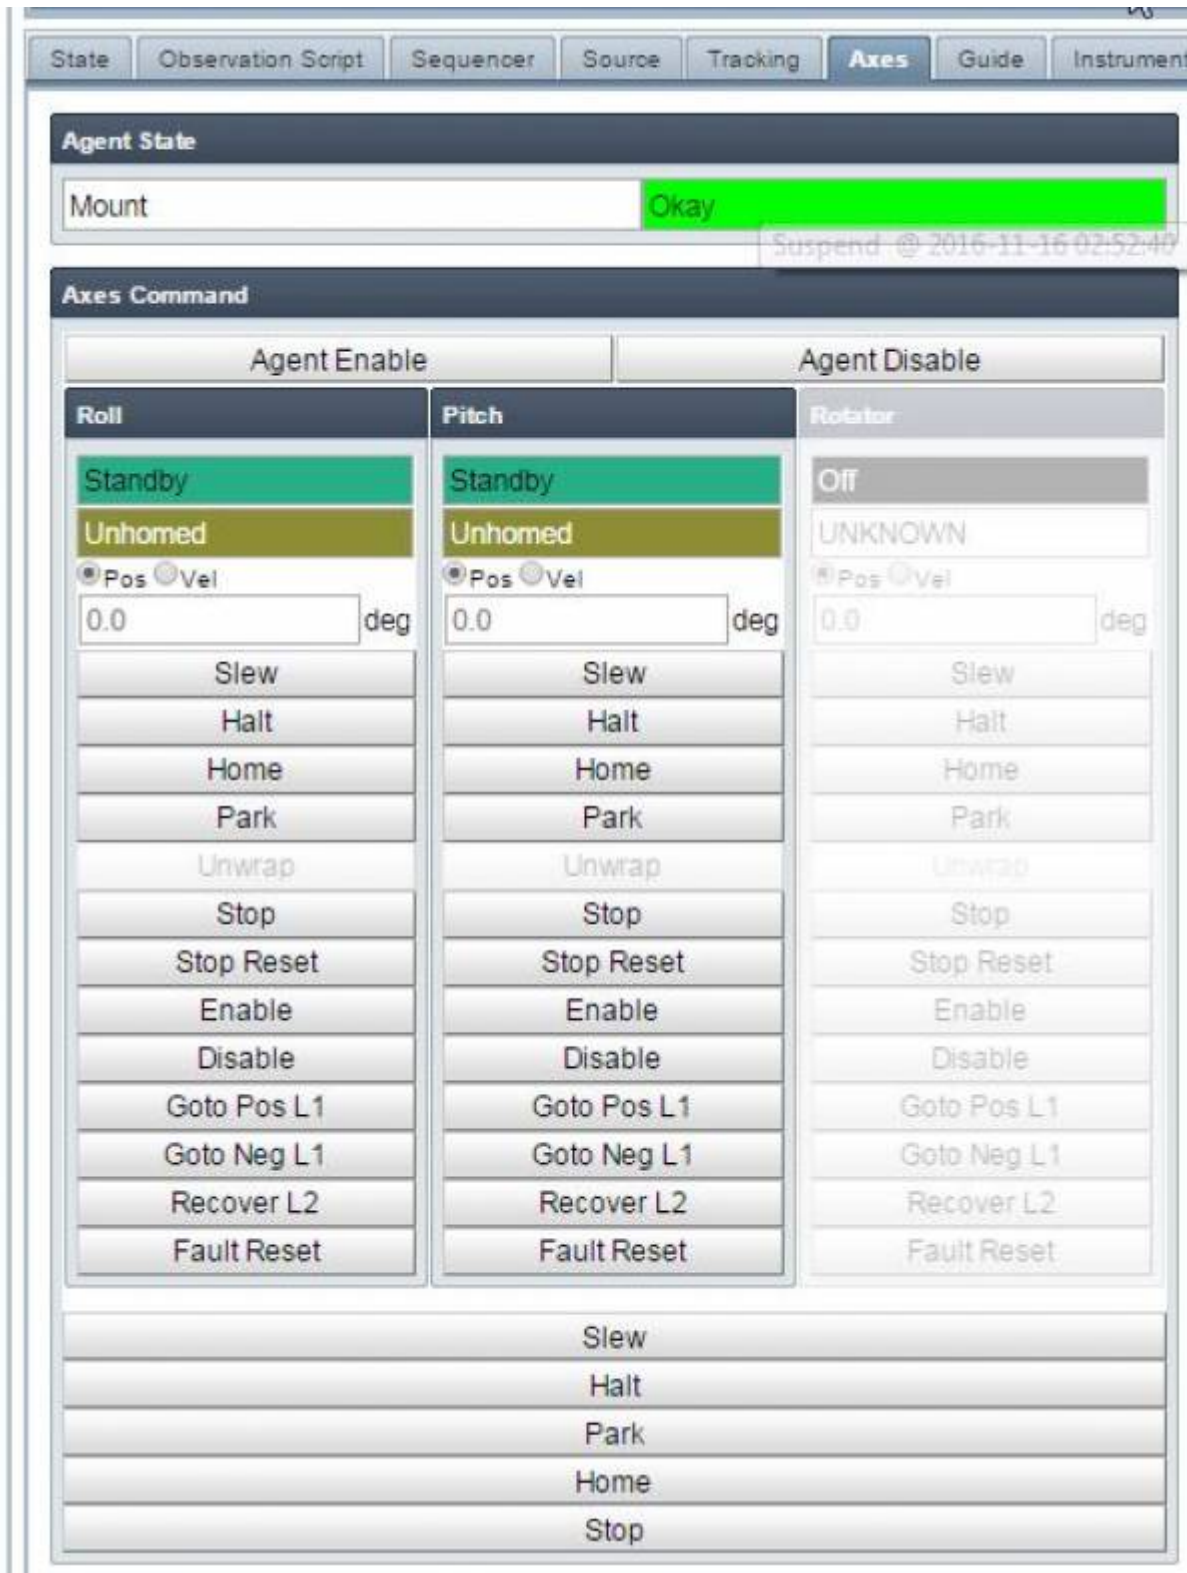 State Observation Script Sequencer Source Tracking Axes Guide Instrument
Agent State
Mount Okay
Suspend @ 2016-11-16 02:52:40
Axes Command
Agent Enable Agent Disable
Roll Pitch Rotator
Standby Standby Off
Unhomed Unhomed UNKNOWN
Pos Vel Pos Vel Pos Vel
0.0 deg 0.0 deg 0.0 deg
Slew Slew Slew
Halt Halt Halt
Home Home Home
Park Park Park
Unwrap Unwrap Unwrap
Stop Stop Stop
Stop Reset Stop Reset Stop Reset
Enable Enable Enable
Disable Disable Disable
Goto Pos L1 Goto Pos L1 Goto Pos L1
Goto Neg L1 Goto Neg L1 Goto Neg L1
Recover L2 Recover L2 Recover L2
Fault Reset Fault Reset Fault Reset
Slew
Halt
Park
Home
Stop